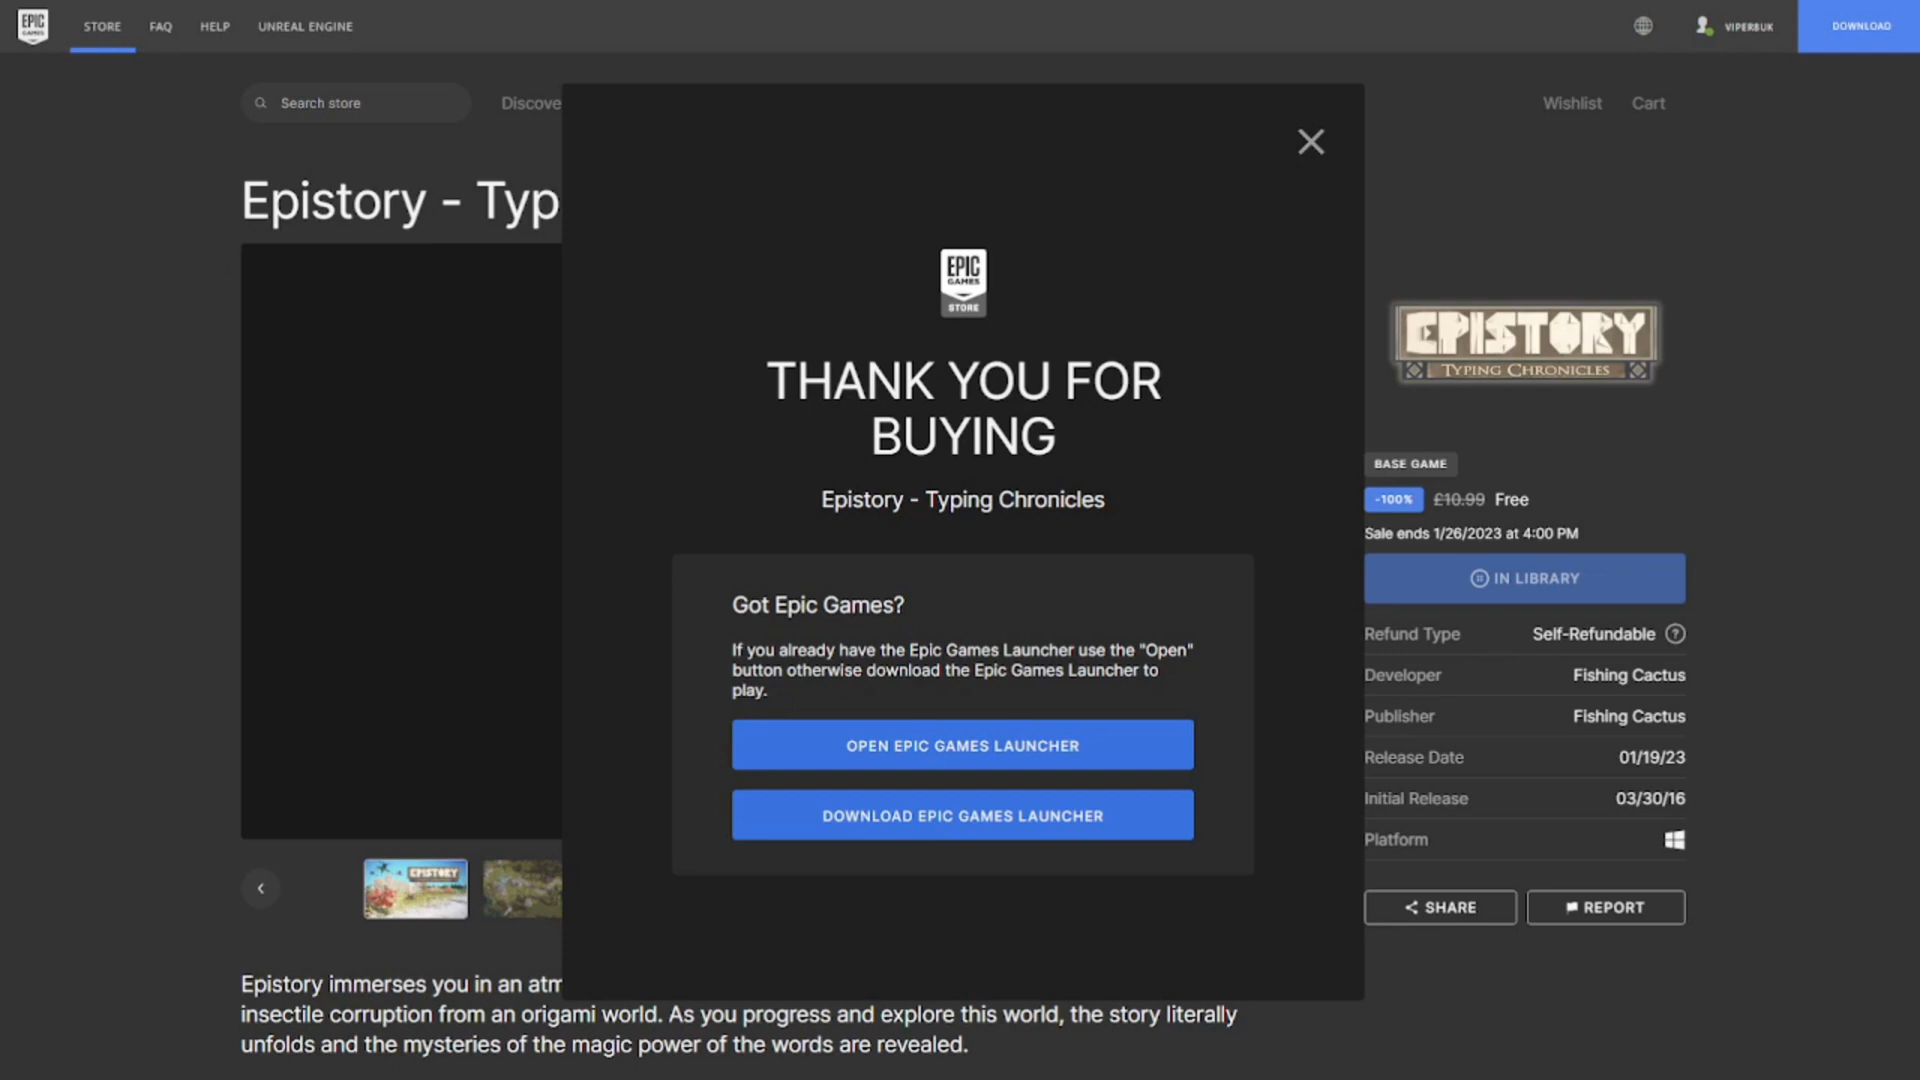 EPIC
GAMES
STORE
FAQ
HELP
UNREAL ENGINE
VIPERBUK
DOWNLOAD
Search store
Discove
Wishlist
Cart
Epistory - Typ
EPIC
GAMES
STORE
THANK YOU FOR
BUYING
Epistory - Typing Chronicles
Got Epic Games?
If you already have the Epic Games Launcher use the "Open"
button otherwise download the Epic Games Launcher to
play.
OPEN EPIC GAMES LAUNCHER
DOWNLOAD EPIC GAMES LAUNCHER
EPISTORY
TYPING CHRONICLES
BASE GAME
-100% £10.99 Free
Sale ends 1/26/2023 at 4:00 PM
IN LIBRARY
Refund Type Self-Refundable ?
Developer Fishing Cactus
Publisher Fishing Cactus
Release Date 01/19/23
Initial Release 03/30/16
Platform
SHARE
REPORT
EPISTORY
Epistory immerses you in an atm
insectile corruption from an origami world. As you progress and explore this world, the story literally
unfolds and the mysteries of the magic power of the words are revealed.